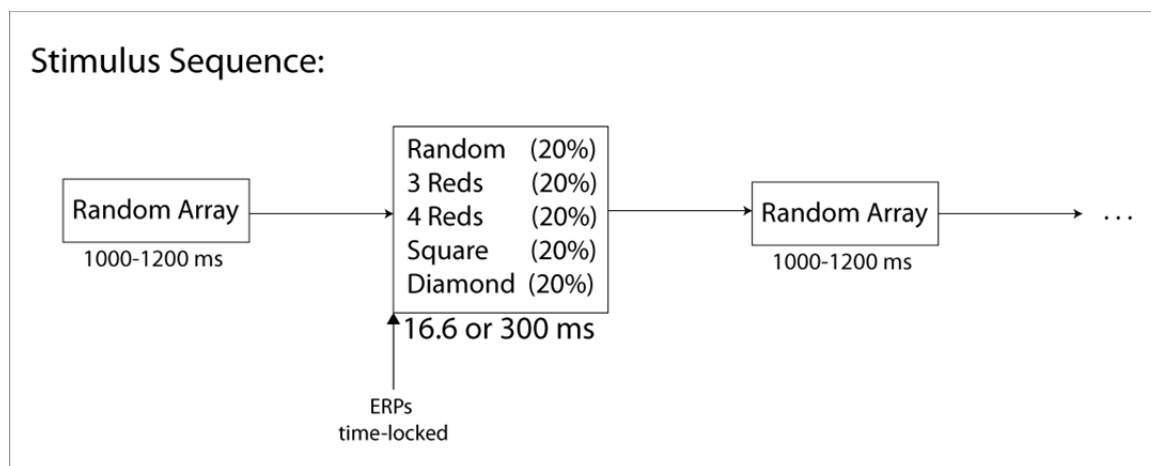 Stimulus Sequence:
Random Array
1000-1200 ms
Random (20%)
3 Reds (20%)
4 Reds (20%)
Square (20%)
Diamond (20%)
16.6 or 300 ms
ERPs
time-locked
Random Array
1000-1200 ms
...